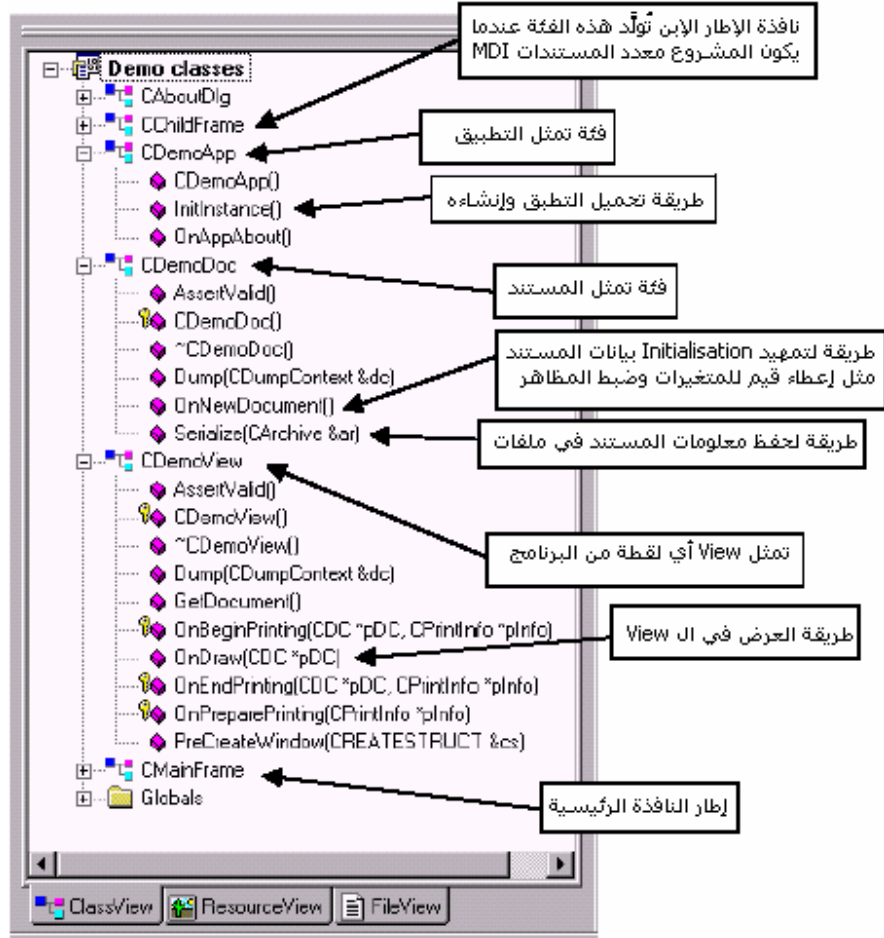 نافذة الإطار الإبن تُولَّد هذه الفئة عندما
يكون المشروع معدد المستندات MDI
Demo classes
CAboutDlg
CChildFrame
CDemoApp
فئة تمثل التطبيق
CDemoApp()
InitInstance()
طريقة تحميل التطبق وإنشاءه
OnAppAbout()
CDemoDoc
فئة تمثل المستند
AssertValid()
CDemoDoc()
~CDemoDoc()
Dump(CDumpContext &dc)
طريقة لتمهيد Initialisation بيانات المستند
مثل إعطاء قيم للمتغيرات وضبط المظاهر
OnNewDocument()
Serialize(CArchive &ar)
طريقة لحفظ معلومات المستند في ملفات
CDemoView
AssertValid()
CDemoView()
~CDemoView()
تمثل View أي لقطة من البرنامج
Dump(CDumpContext &dc)
GetDocument()
OnBeginPrinting(CDC *pDC, CPrintInfo *pInfo)
طريقة العرض في ال View
OnDraw(CDC *pDC)
OnEndPrinting(CDC *pDC, CPrintInfo *pInfo)
OnPreparePrinting(CPrintInfo *pInfo)
PreCreateWindow(CREATESTRUCT &cs)
CMainFrame
Globals
إطار النافذة الرئيسية
ClassView
ResourceView
FileView